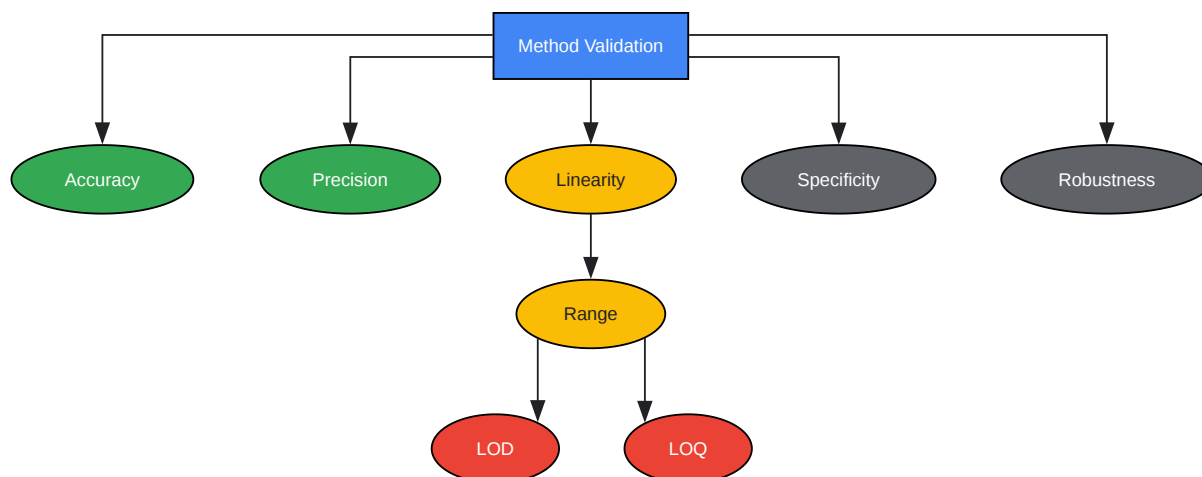 Method Validation
Accuracy
Precision
Linearity
Specificity
Robustness
Range
LOD
LOQ